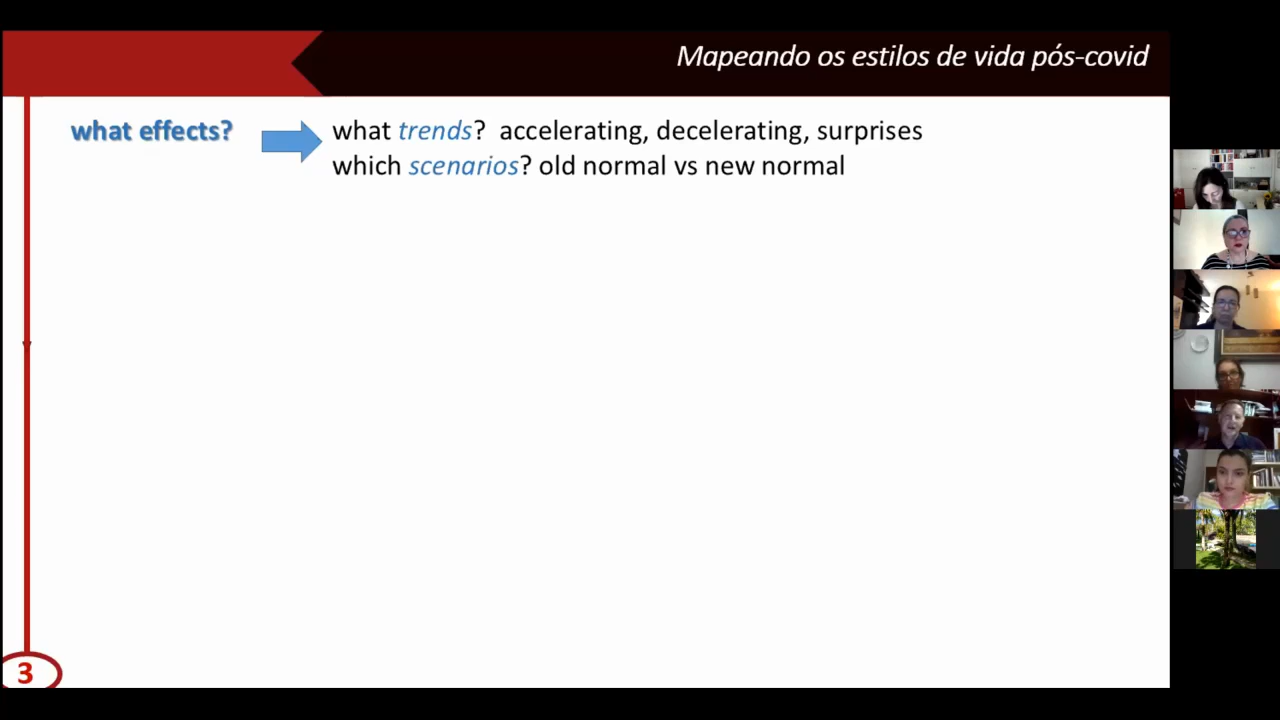 Mapeando os estilos de vida pós-covid
what effects?
what trends? accelerating, decelerating, surprises
which scenarios? old normal vs new normal
3